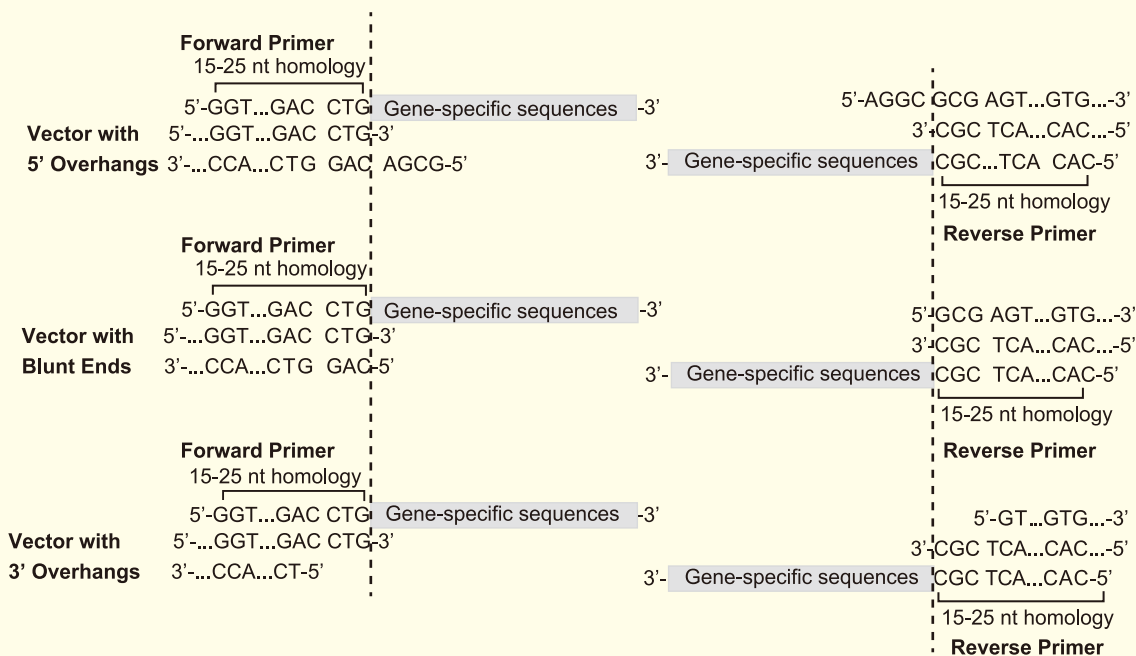 Forward Primer
15-25 nt homology
5’-GGT...GAC CTG Gene-specific sequences -3’
Vector with 5’-...GGT...GAC CTG-3’
5’ Overhangs 3’-...CCA...CTG GAC AGCG-5’
5’-AGGC GCG AGT...GTG...-3’
3’-CGC TCA...CAC...-5’
3’- Gene-specific sequences CGC...TCA CAC-5’
15-25 nt homology
Reverse Primer
Forward Primer
15-25 nt homology
5’-GGT...GAC CTG Gene-specific sequences -3’
Vector with 5’-...GGT...GAC CTG-3’
Blunt Ends 3’-...CCA...CTG GAC-5’
5’-GCG AGT...GTG...-3’
3’-CGC TCA...CAC...-5’
3’- Gene-specific sequences CGC TCA...CAC-5’
15-25 nt homology
Reverse Primer
Forward Primer
15-25 nt homology
5’-GGT...GAC CTG Gene-specific sequences -3’
Vector with 5’-...GGT...GAC CTG-3’
3’ Overhangs 3’-...CCA...CT-5’
5’-GT...GTG...-3’
3’-CGC TCA...CAC...-5’
3’- Gene-specific sequences CGC TCA...CAC-5’
15-25 nt homology
Reverse Primer